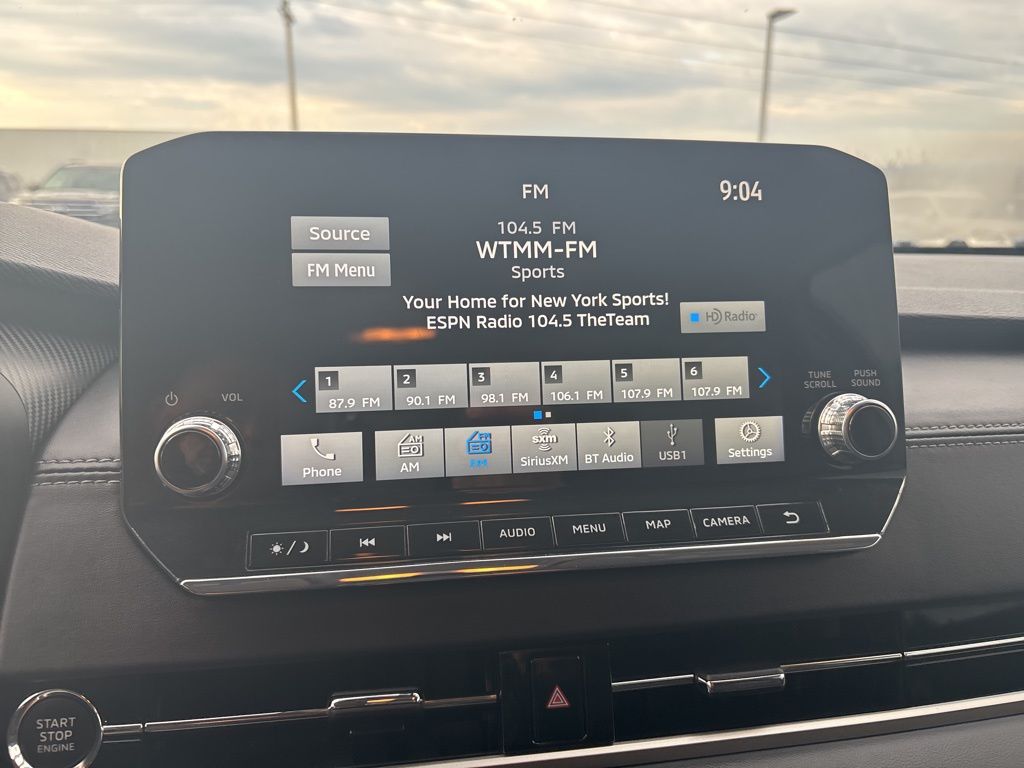 FM
9:04
Source
FM Menu
104.5 FM
WTMM-FM
Sports
Your Home for New York Sports!
ESPN Radio 104.5 TheTeam
HD Radio
1
87.9 FM
2
90.1 FM
3
98.1 FM
4
106.1 FM
5
107.9 FM
6
107.9 FM
VOL
TUNE
SCROLL
PUSH
SOUND
Phone
AM
AM
FM
sxm
SiriusXM
BT Audio
USB1
Settings
AUDIO
MENU
MAP
CAMERA
START
STOP
ENGINE